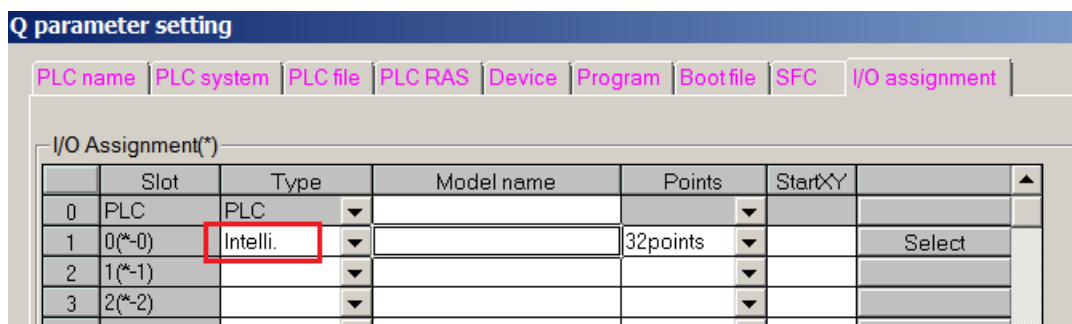 Q parameter setting
PLC name PLC system PLC file PLC RAS Device Program Boot file SFC I/O assignment
I/O Assignment(*)
Slot Type Model name Points StartXY
0 PLC PLC
1 0(*-0) Intelli. 32points Select
2 1(*-1)
3 2(*-2)